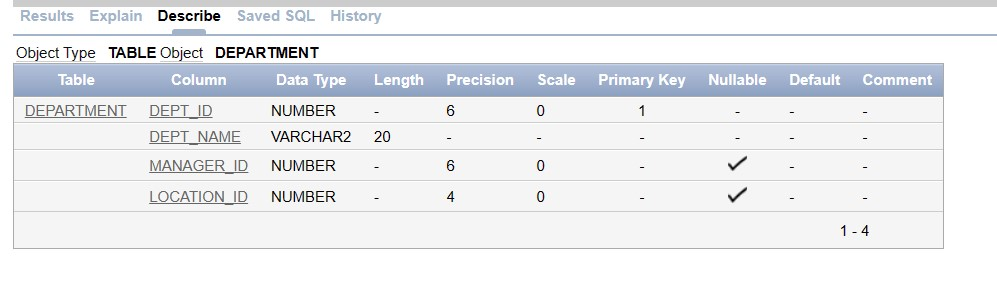 Results Explain Describe Saved SQL History
Object Type TABLE Object DEPARTMENT
Table Column Data Type Length Precision Scale Primary Key Nullable Default Comment
DEPARTMENT DEPT_ID NUMBER - 6 0 1 - - -
DEPT_NAME VARCHAR2 20 - - - - - -
MANAGER_ID NUMBER - 6 0 - ✓ - -
LOCATION_ID NUMBER - 4 0 - ✓ - -
1 - 4